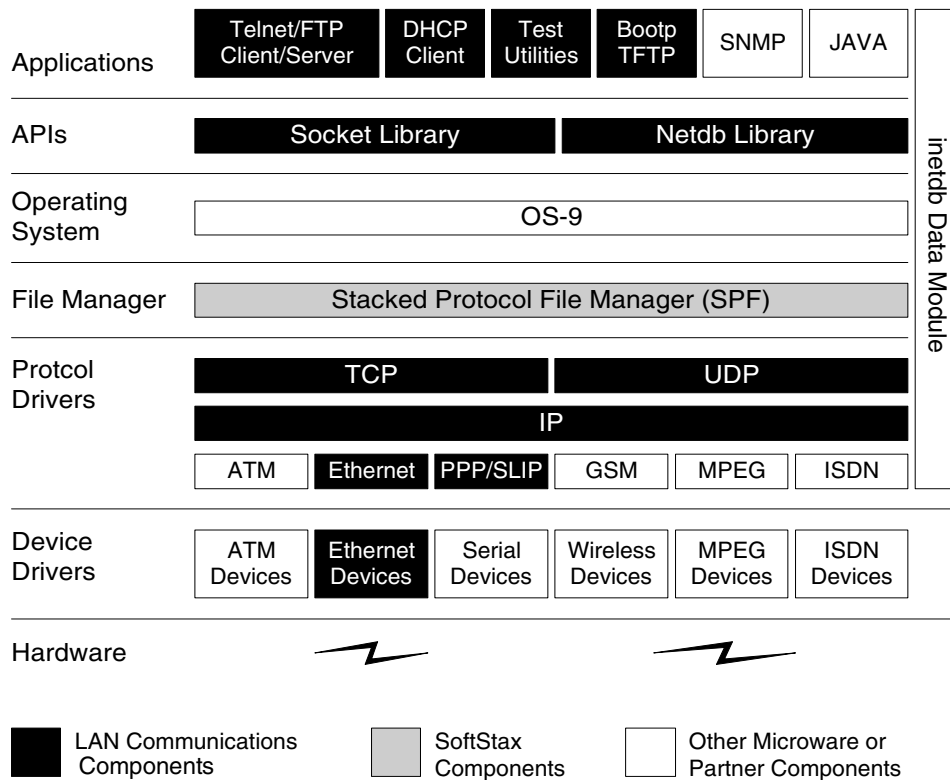 Applications
Telnet/FTP
Client/Server
DHCP
Client
Test
Utilities
Bootp
TFTP
SNMP
JAVA
APIs
Socket Library
Netdb Library
Operating
System
OS-9
File Manager
Stacked Protocol File Manager (SPF)
Protcol
Drivers
TCP
UDP
IP
ATM
Ethernet
PPP/SLIP
GSM
MPEG
ISDN
inetdb Data Module
Device
Drivers
ATM
Devices
Ethernet
Devices
Serial
Devices
Wireless
Devices
MPEG
Devices
ISDN
Devices
Hardware
LAN Communications
Components
SoftStax
Components
Other Microware or
Partner Components